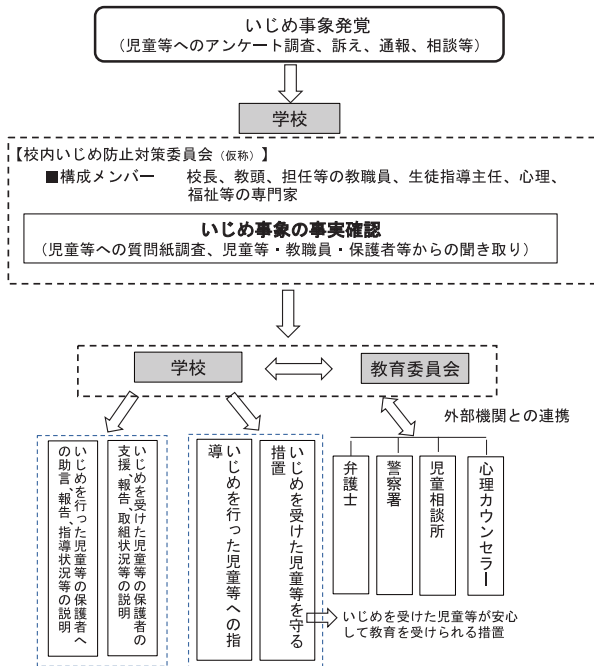 いじめ事象発覚
（児童等へのアンケート調査、訴え、通報、相談等）
学校
【校内いじめ防止対策委員会（仮称）】
■構成メンバー　校長、教頭、担任等の教職員、生徒指導主任、心理、
福祉等の専門家
いじめ事象の事実確認
（児童等への質問紙調査、児童等・教職員・保護者等からの聞き取り）
学校
教育委員会
外部機関との連携
いじめを行った児童等の保護者へ
の助言、報告、指導状況等の説明
いじめを受けた児童等の保護者の
支援、報告、取組状況等の説明
いじめを行った児童等への指
導
いじめを受けた児童等を守る
措置
弁護士
警察署
児童相談所
心理カウンセラー
いじめを受けた児童等が安心
して教育を受けられる措置